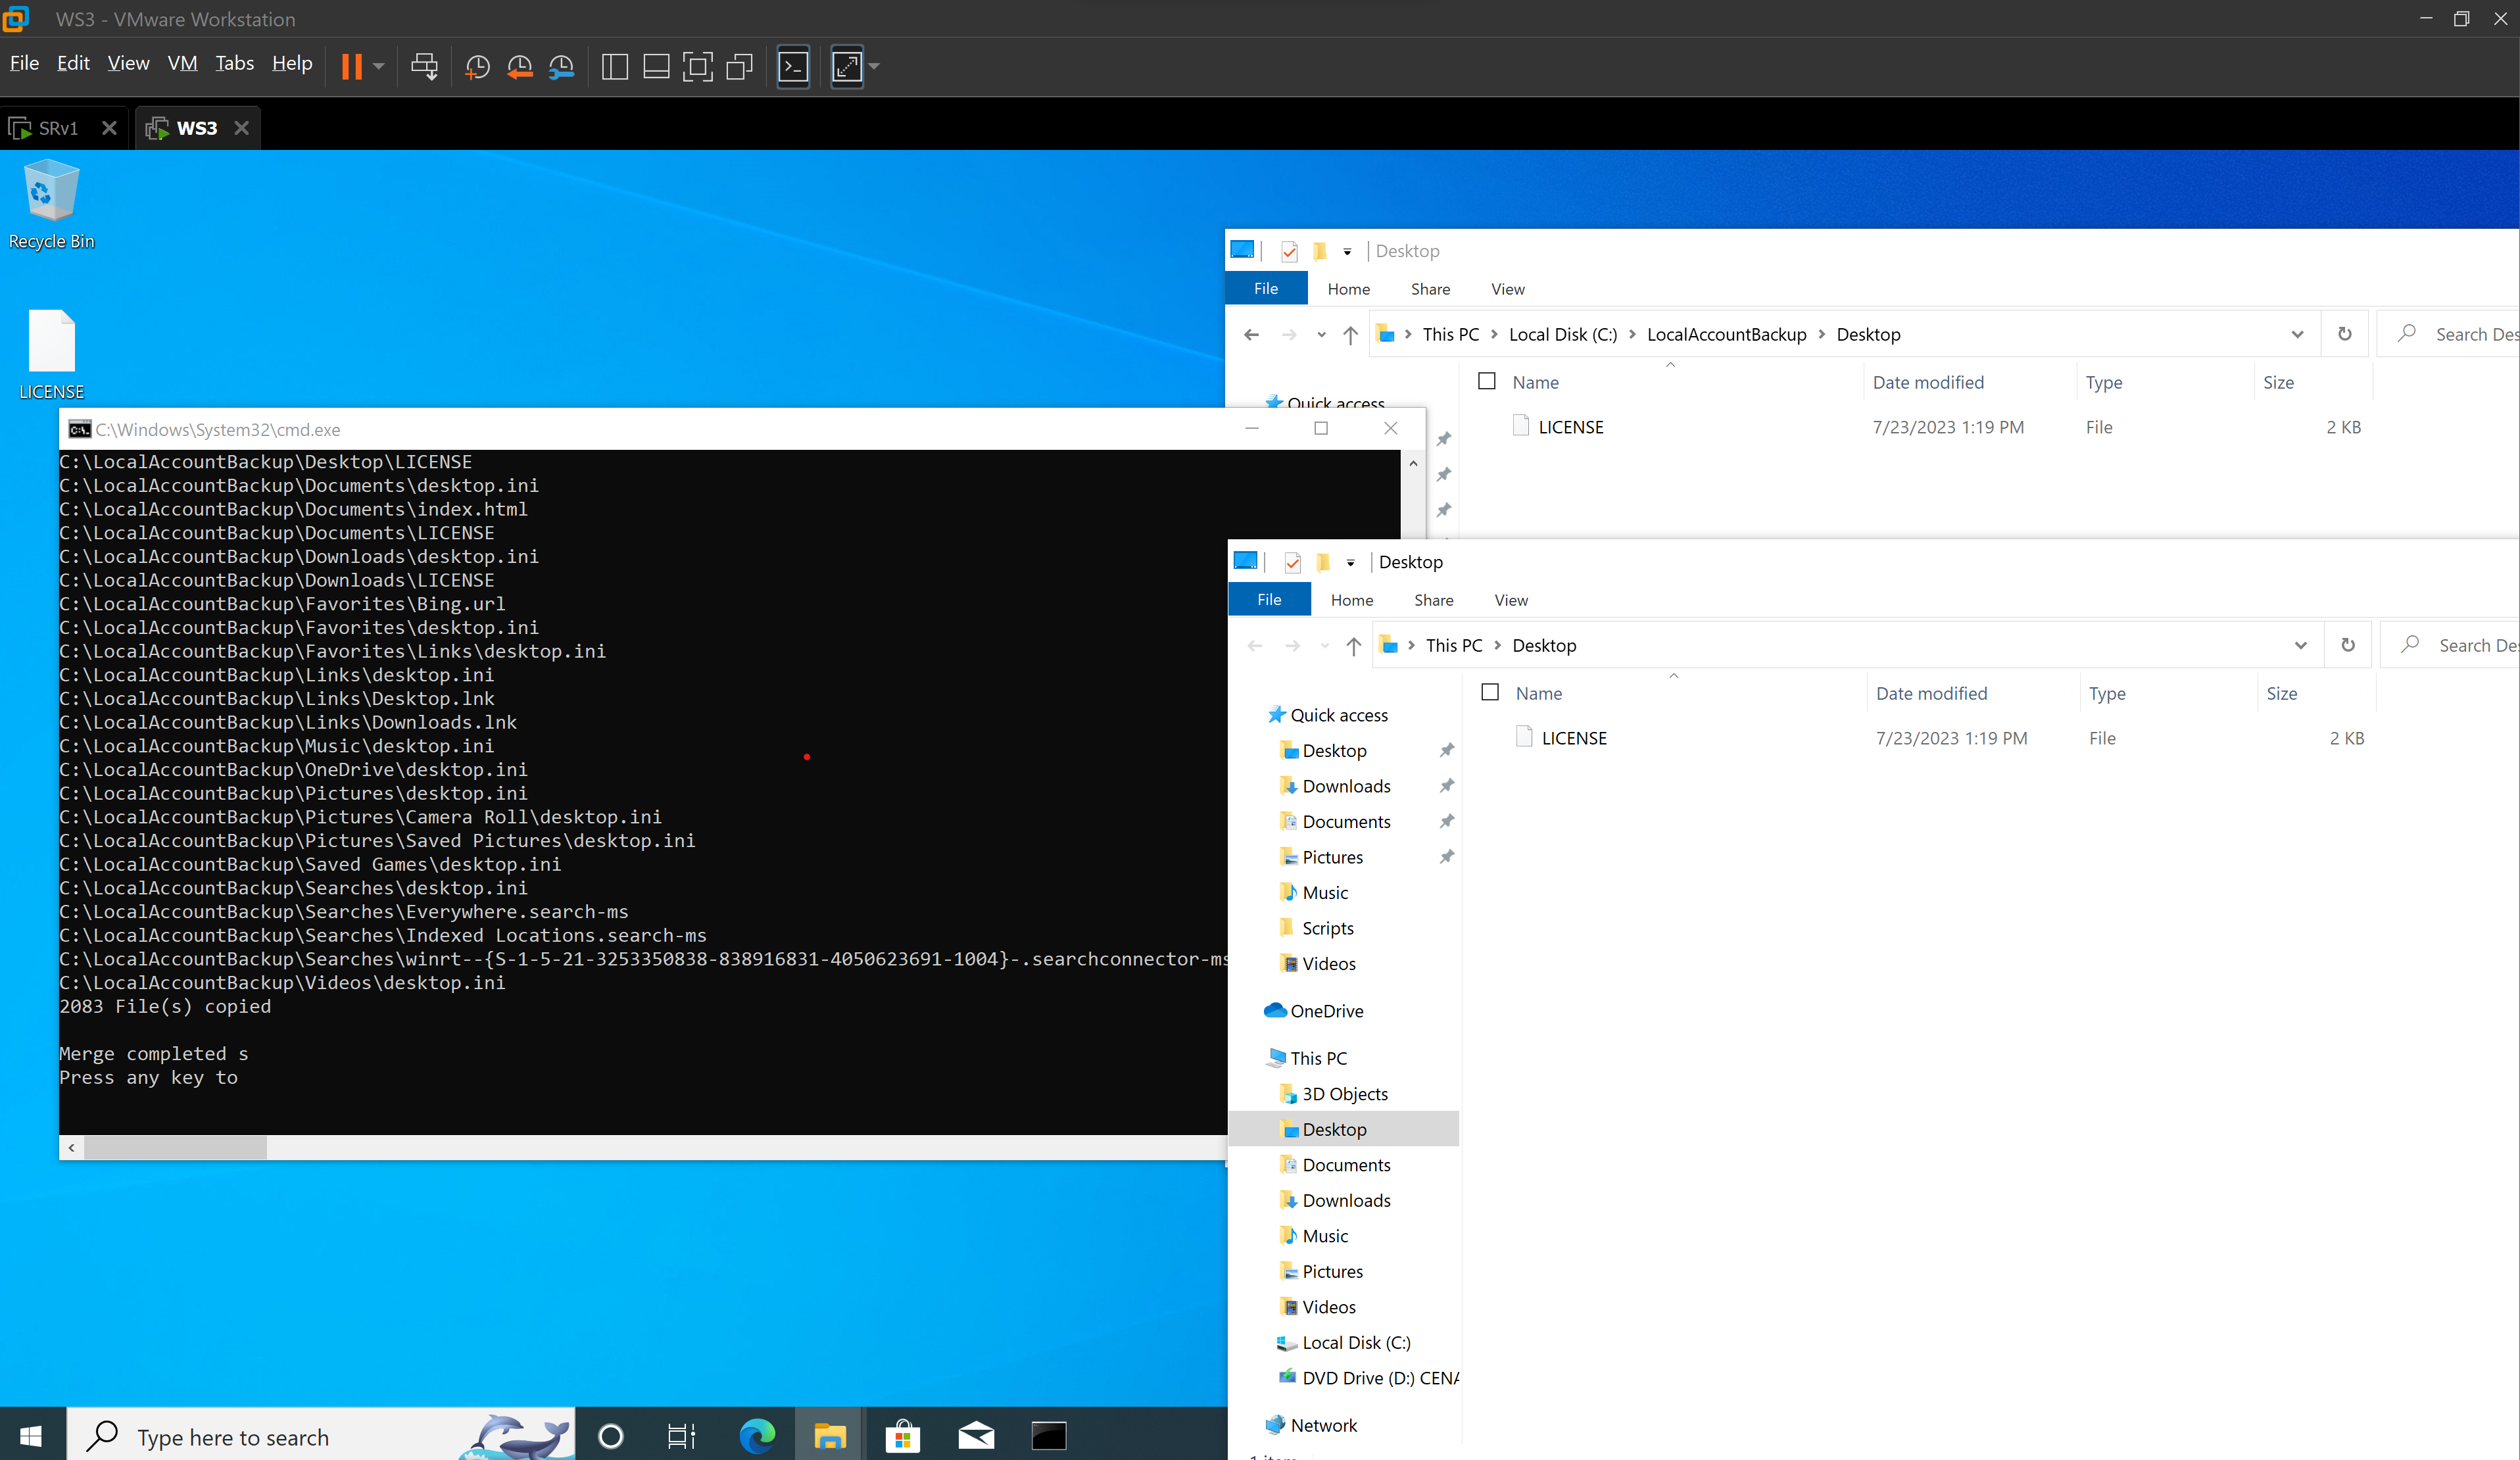 WS3 - VMware Workstation
File Edit View VM Tabs Help
SRv1
WS3
Recycle Bin
LICENSE
Desktop
File Home Share View
This PC Local Disk (C:) LocalAccountBackup Desktop
Search Des
Name Date modified Type Size
Quick access
LICENSE 7/23/2023 1:19 PM File 2 KB
C:\Windows\System32\cmd.exe
C:\LocalAccountBackup\Desktop\LICENSE
C:\LocalAccountBackup\Documents\desktop.ini
C:\LocalAccountBackup\Documents\index.html
C:\LocalAccountBackup\Documents\LICENSE
C:\LocalAccountBackup\Downloads\desktop.ini
C:\LocalAccountBackup\Downloads\LICENSE
C:\LocalAccountBackup\Favorites\Bing.url
C:\LocalAccountBackup\Favorites\desktop.ini
C:\LocalAccountBackup\Favorites\Links\desktop.ini
C:\LocalAccountBackup\Links\desktop.ini
C:\LocalAccountBackup\Links\Desktop.lnk
C:\LocalAccountBackup\Links\Downloads.lnk
C:\LocalAccountBackup\Music\desktop.ini
C:\LocalAccountBackup\OneDrive\desktop.ini
C:\LocalAccountBackup\Pictures\desktop.ini
C:\LocalAccountBackup\Pictures\Camera Roll\desktop.ini
C:\LocalAccountBackup\Pictures\Saved Pictures\desktop.ini
C:\LocalAccountBackup\Saved Games\desktop.ini
C:\LocalAccountBackup\Searches\desktop.ini
C:\LocalAccountBackup\Searches\Everywhere.search-ms
C:\LocalAccountBackup\Searches\Indexed Locations.search-ms
C:\LocalAccountBackup\Searches\winrt--{S-1-5-21-3253350838-838916831-4050623691-1004}-.searchconnector-ms
C:\LocalAccountBackup\Videos\desktop.ini
2083 File(s) copied
Merge completed s
Press any key to
Desktop
File Home Share View
This PC Desktop
Search Des
Name Date modified Type Size
LICENSE 7/23/2023 1:19 PM File 2 KB
Quick access
Desktop
Downloads
Documents
Pictures
Music
Scripts
Videos
OneDrive
This PC
3D Objects
Desktop
Documents
Downloads
Music
Pictures
Videos
Local Disk (C:)
DVD Drive (D:) CENA
Network
1 item
Type here to search